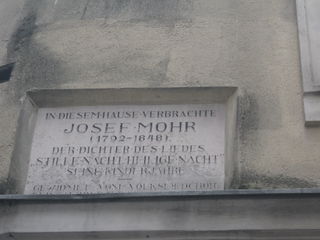 IN DIESEM HAUSE VERBRACHTE
JOSEF MOHR
(1792-1848)
DER DICHTER DES LIEDES
"STILLE NACHT, HEILIGE NACHT"
SEINE KINDERJAHRE